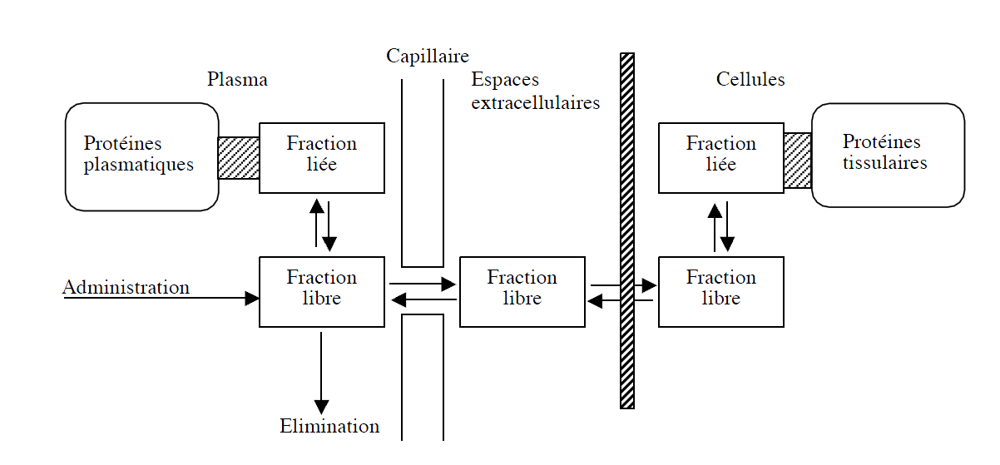 Capillaire
Plasma
Espaces
extracellulaires
Cellules
Protéines
plasmatiques
Fraction
liée
Fraction
liée
Protéines
tissulaires
Administration
Fraction
libre
Fraction
libre
Fraction
libre
Elimination